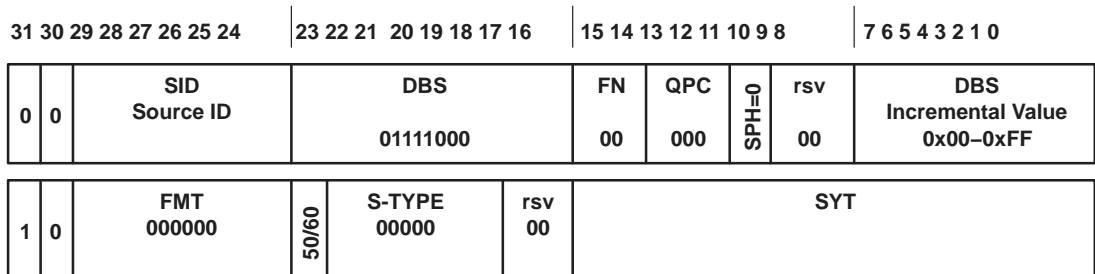 31 30 29 28 27 26 25 24 23 22 21 20 19 18 17 16 15 14 13 12 11 10 9 8 7 6 5 4 3 2 1 0
0 0 SID DBS FN QPC SPH=0 rsv DBS
Source ID Incremental Value
01111000 00 000 00 0x00–0xFF
1 0 FMT 50/60 S-TYPE rsv SYT
000000 00000 00